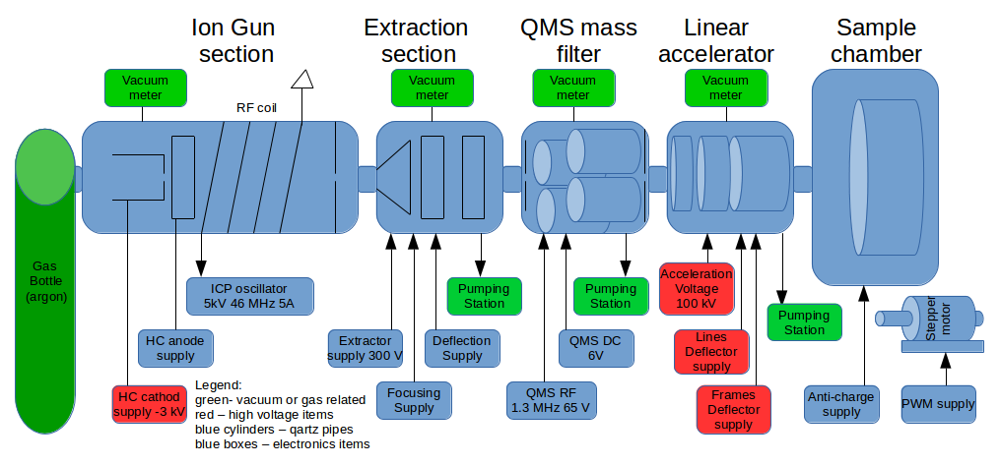 Ion Gun
section
Extraction
section
QMS mass
filter
Linear
accelerator
Sample
chamber
Vacuum
meter
Vacuum
meter
Vacuum
meter
Vacuum
meter
RF coil
Gas
Bottle
(argon)
ICP oscillator
5kV 46 MHz 5A
Pumping
Station
Pumping
Station
Acceleration
Voltage
100 kV
Pumping
Station
Stepper
motor
HC anode
supply
Extractor
supply 300 V
Deflection
Supply
QMS DC
6V
Lines
Deflector
supply
HC cathod
supply -3 kV
Focusing
Supply
QMS RF
1.3 MHz 65 V
Frames
Deflector
supply
Anti-charge
supply
PWM supply
Legend:
green- vacuum or gas related
red – high voltage items
blue cylinders – qartz pipes
blue boxes – electronics items